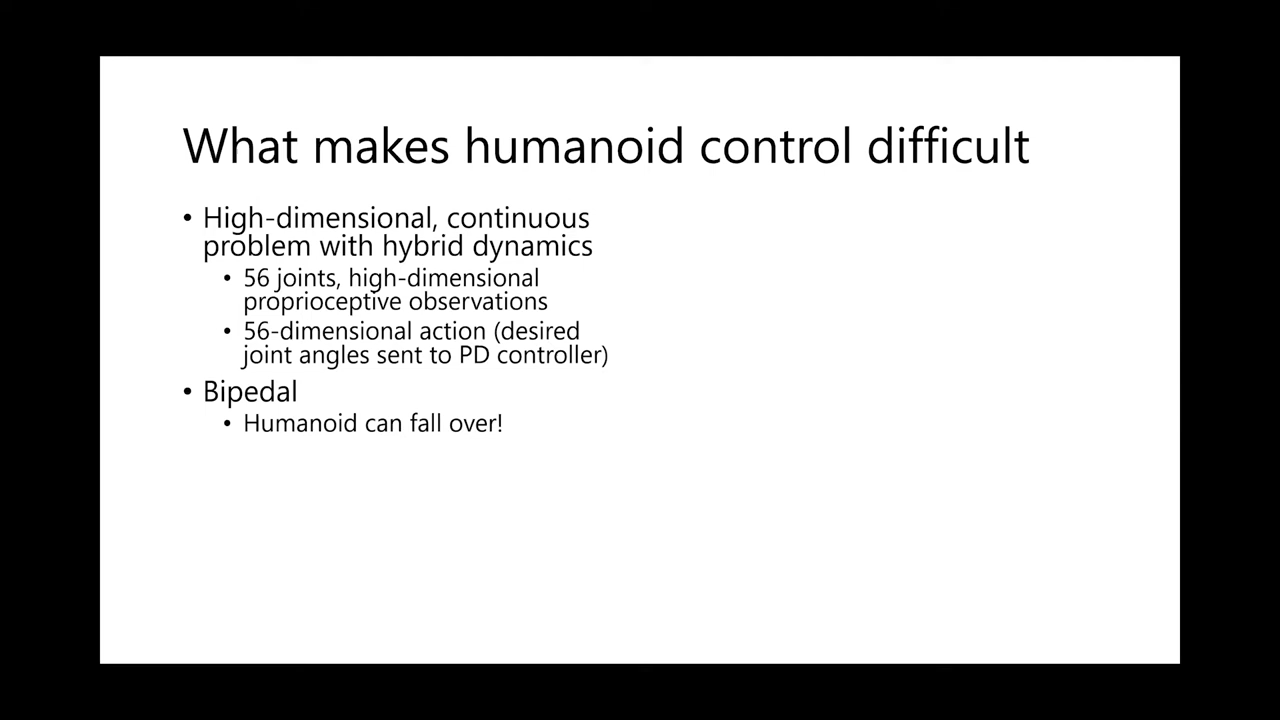 What makes humanoid control difficult
• High-dimensional, continuous
problem with hybrid dynamics
• 56 joints, high-dimensional
proprioceptive observations
• 56-dimensional action (desired
joint angles sent to PD controller)
• Bipedal
• Humanoid can fall over!